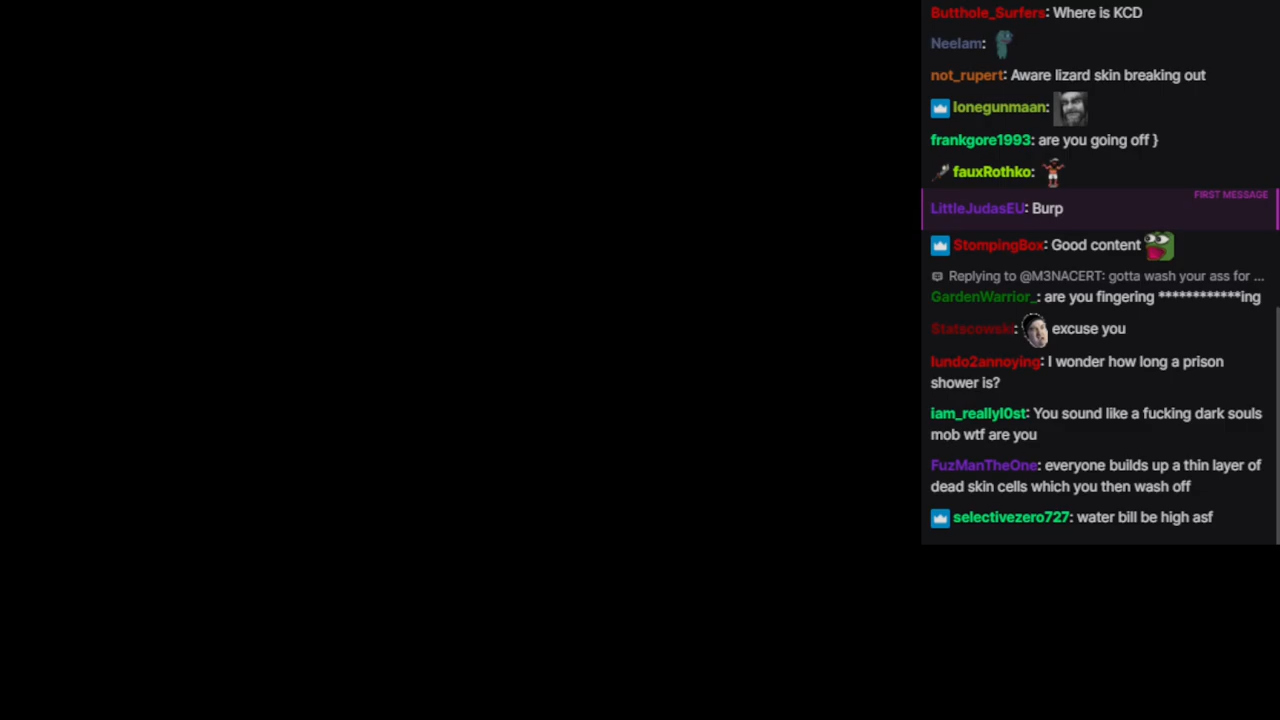 Butthole_Surfers: Where is KCD
Neelam:
not_rupert: Aware lizard skin breaking out
lonegunmaan:
frankgore1993: are you going off }
fauxRothko:
FIRST MESSAGE
LittleJudasEU: Burp
StompingBox: Good content
Replying to @M3NACERT: gotta wash your ass for ...
GardenWarrior_: are you fingering ************ing
Statscowski: excuse you
lundo2annoying: I wonder how long a prison
shower is?
iam_reallyl0st: You sound like a fucking dark souls
mob wtf are you
FuzManTheOne: everyone builds up a thin layer of
dead skin cells which you then wash off
selectivezero727: water bill be high asf